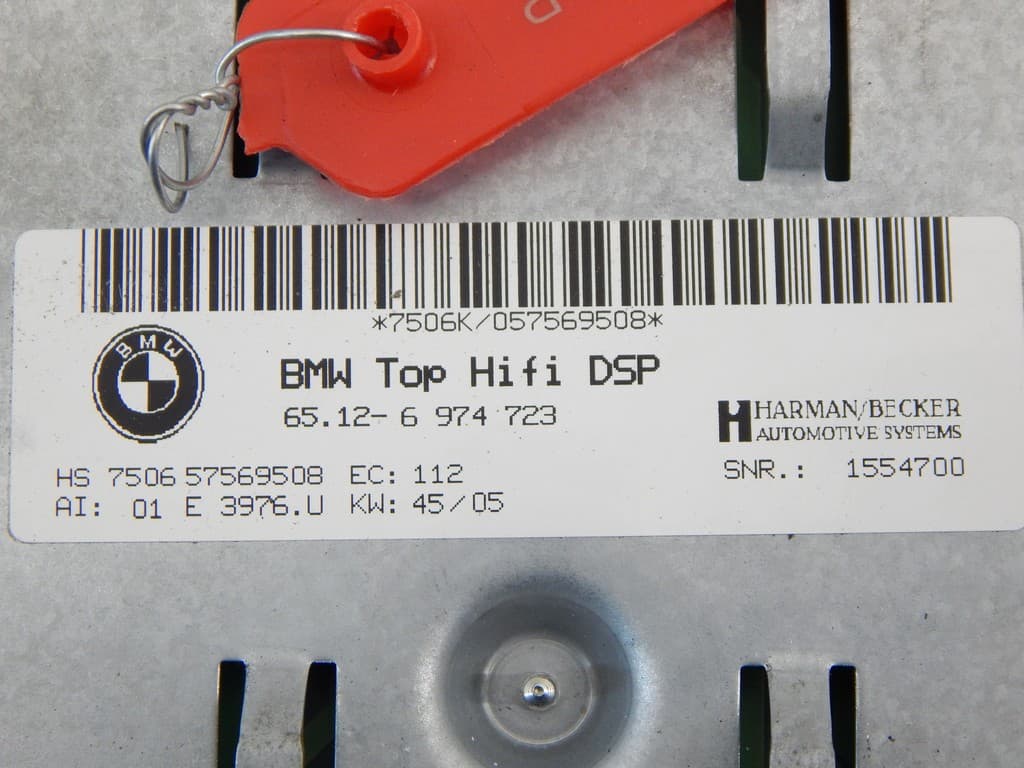 D
*7506K/057569508*
BMW
BMW Top Hifi DSP
65.12- 6 974 723
HARMAN/BECKER
AUTOMOTIVE SYSTEMS
HS 7506 57569508 EC: 112
SNR.: 1554700
AI: 01 E 3976.U KW: 45/05